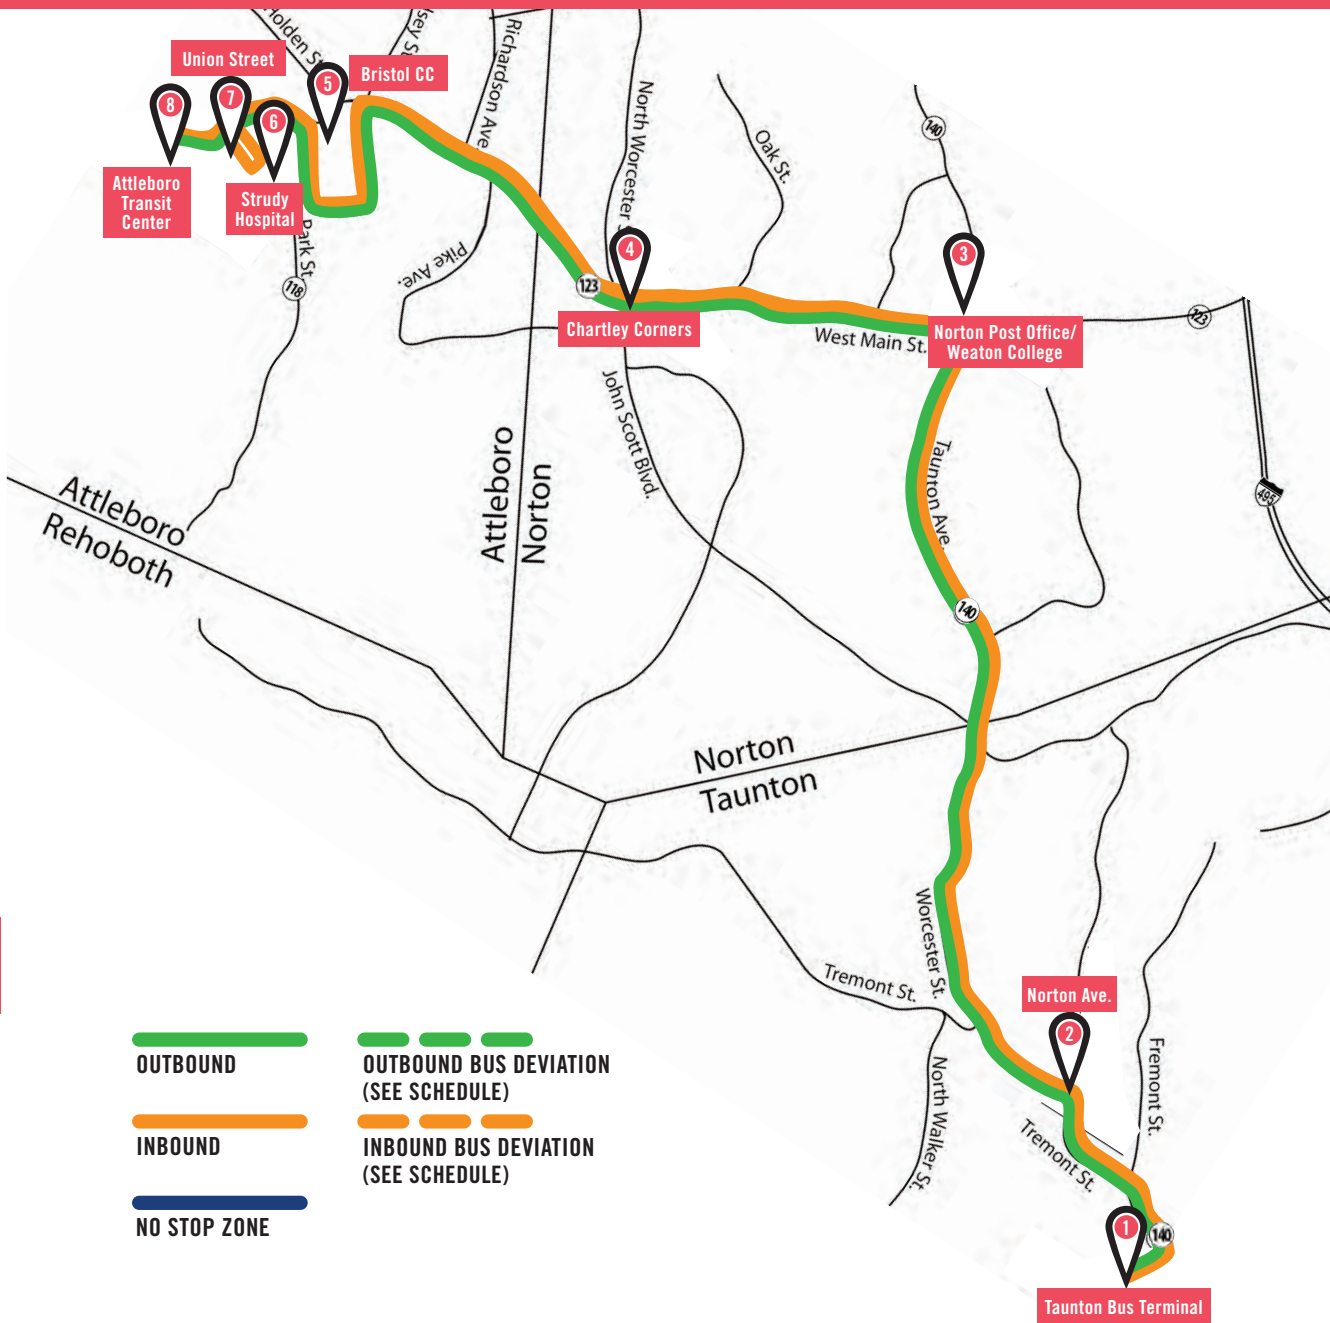 Holden St.
lsey St
Richardson Ave.
Union Street
Bristol CC
8
7
6
5
North Worcester S
Oak St.
140
Attleboro
Transit
Center
Strudy
Hospital
Park St.
118
Pike Ave.
4
3
123
Chartley Corners
West Main St.
Norton Post Office/
Weaton College
123
John Scott Blvd.
Taunton Ave.
495
Attleboro
Rehoboth
Attleboro
Norton
140
Norton
Taunton
Worcester St.
Tremont St.
Norton Ave.
2
North Walker St.
Fremont St.
Tremont St.
1
140
Taunton Bus Terminal
OUTBOUND
OUTBOUND BUS DEVIATION
(SEE SCHEDULE)
INBOUND
INBOUND BUS DEVIATION
(SEE SCHEDULE)
NO STOP ZONE